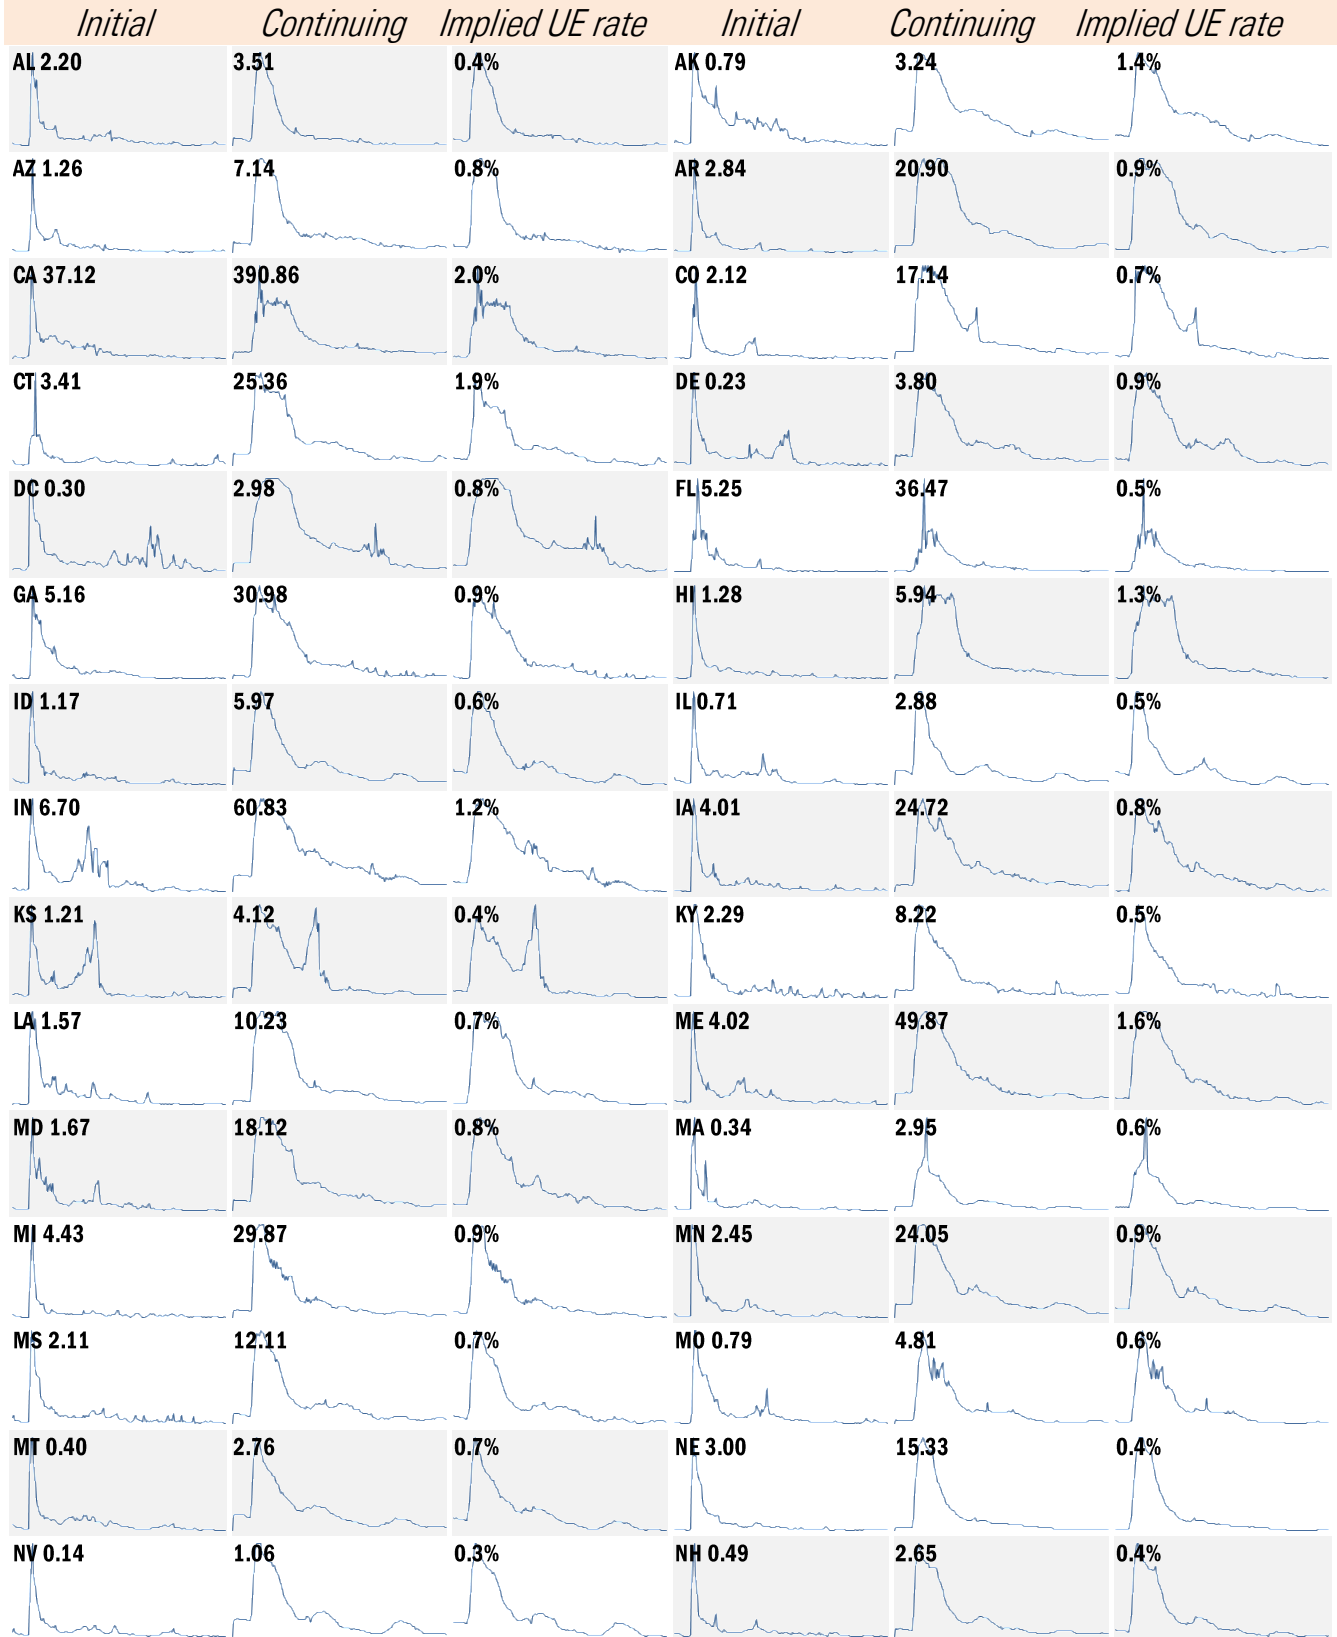 Initial Continuing Implied UE rate Initial Continuing Implied UE rate
AL 2.20 3.51 0.4% AK 0.79 3.24 1.4%
AZ 1.26 7.14 0.8% AR 2.84 20.90 0.9%
CA 37.12 390.86 2.0% CO 2.12 17.14 0.7%
CT 3.41 25.36 1.9% DE 0.23 3.80 0.9%
DC 0.30 2.98 0.8% FL 5.25 36.47 0.5%
GA 5.16 30.98 0.9% HI 1.28 5.94 1.3%
ID 1.17 5.97 0.6% IL 0.71 2.88 0.5%
IN 6.70 60.83 1.2% IA 4.01 24.72 0.8%
KS 1.21 4.12 0.4% KY 2.29 8.22 0.5%
LA 1.57 10.23 0.7% ME 4.02 49.87 1.6%
MD 1.67 18.12 0.8% MA 0.34 2.95 0.6%
MI 4.43 29.87 0.9% MN 2.45 24.05 0.9%
MS 2.11 12.11 0.7% MO 0.79 4.81 0.6%
MT 0.40 2.76 0.7% NE 3.00 15.33 0.4%
NV 0.14 1.06 0.3% NH 0.49 2.65 0.4%